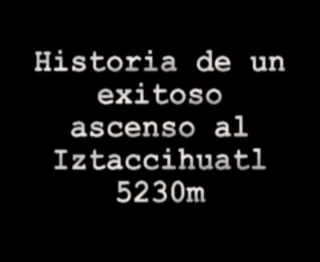 Historia de un
exitoso
ascenso al
Iztaccihuatl
5230m